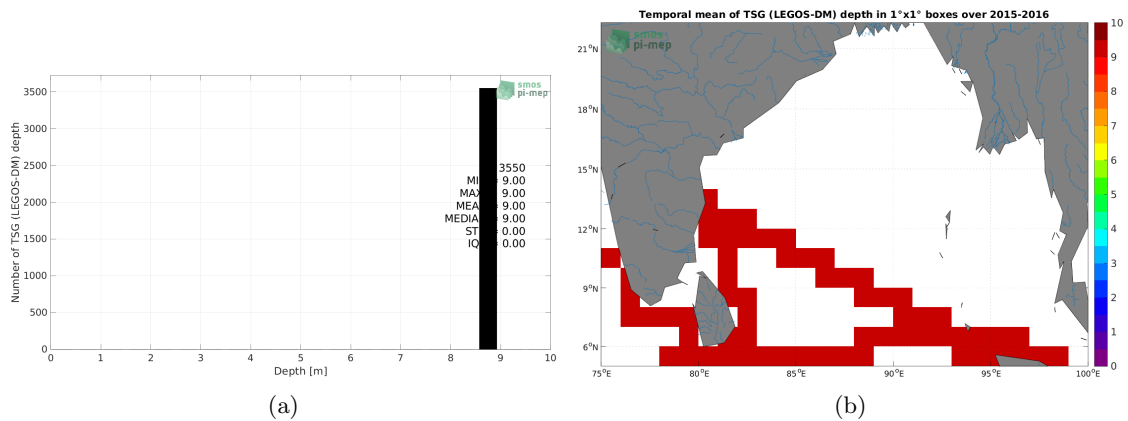 Temporal mean of TSG (LEGOS-DM) depth in 1°x1° boxes over 2015-2016
smos
pi-mep
3500
3000
2500
2000
1500
1000
500
0
Number of TSG (LEGOS-DM) depth
3550
9.00
9.00
9.00
9.00
0.00
0.00
0 1 2 3 4 5 6 7 8 9 10
Depth [m]
(a)
smos
pi-mep
21°N
18°N
15°N
12°N
9°N
6°N
75°E 80°E 85°E 90°E 95°E 100°E
10
9
8
7
6
5
4
3
2
1
0
(b)